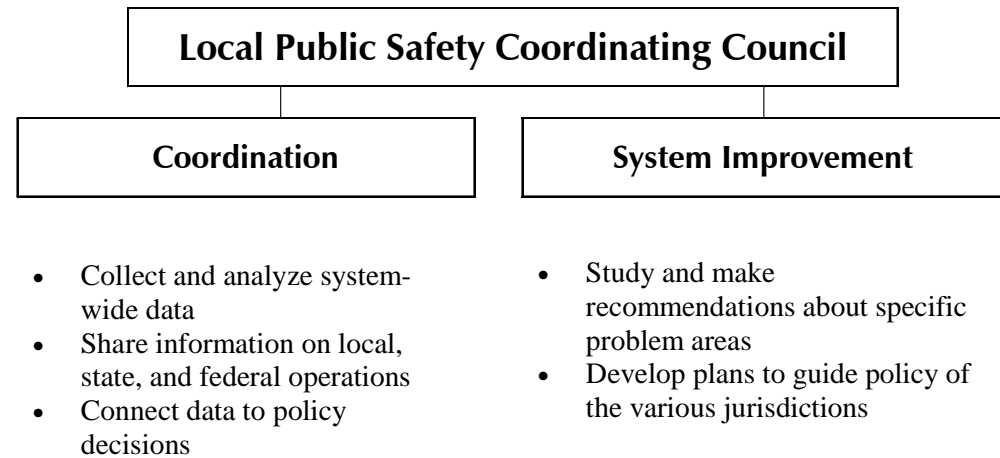 Local Public Safety Coordinating Council
Coordination
• Collect and analyze system-
wide data
• Share information on local,
state, and federal operations
• Connect data to policy
decisions
System Improvement
• Study and make
recommendations about specific
problem areas
• Develop plans to guide policy of
the various jurisdictions